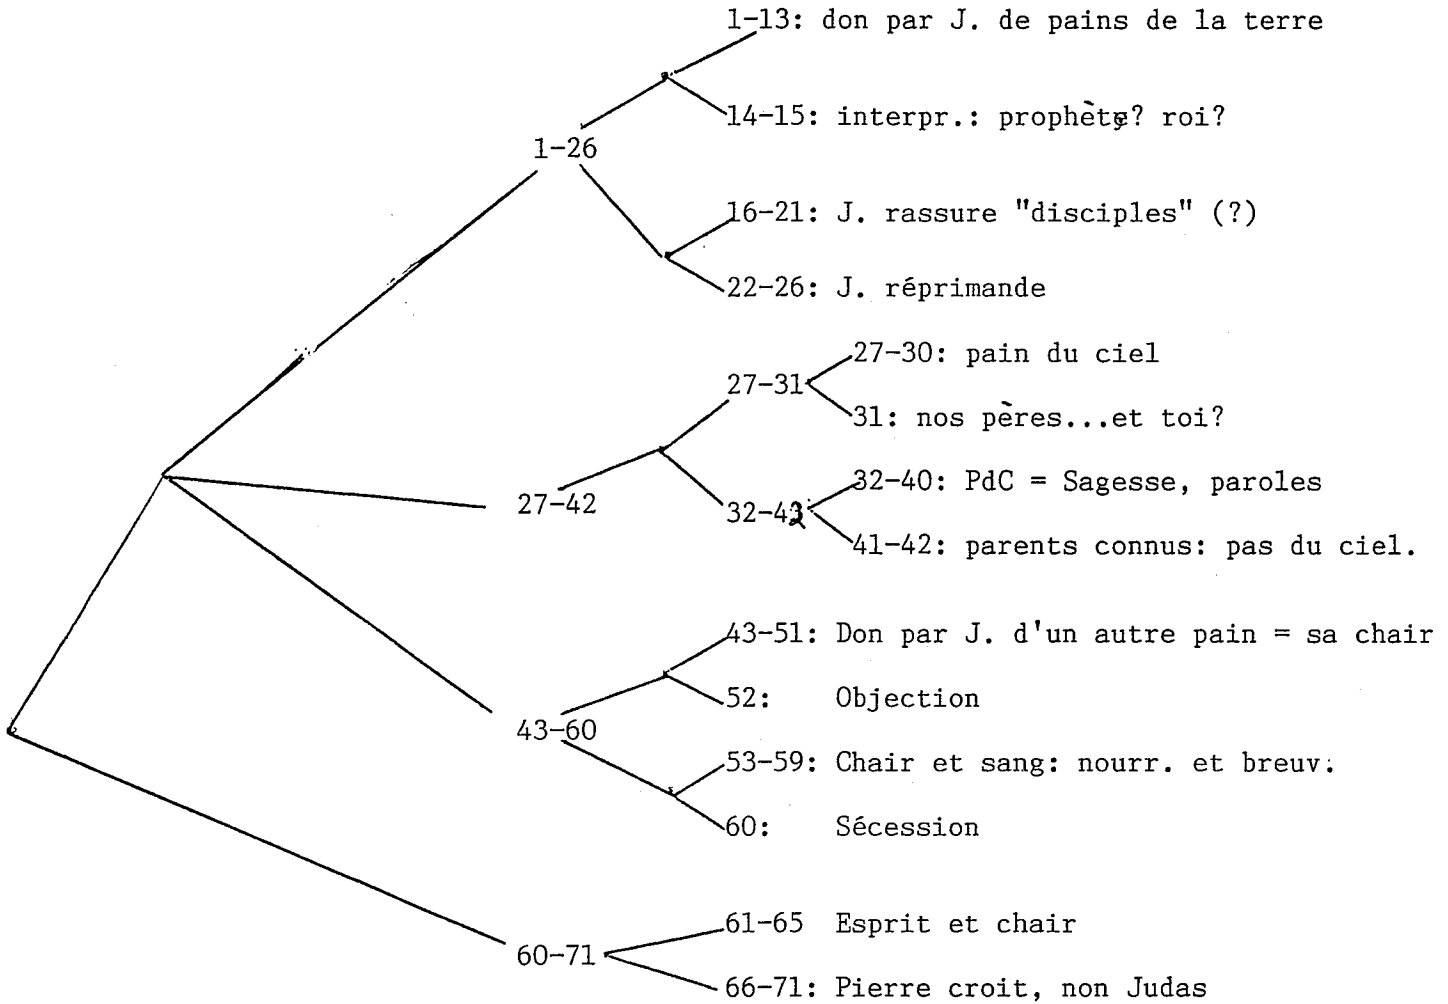 1-13: don par J. de pains de la terre
14-15: interpr.: prophète? roi?
1-26
16-21: J. rassure "disciples" (?)
22-26: J. réprimande
27-30: pain du ciel
27-31
31: nos pères...et toi?
32-40: PdC = Sagesse, paroles
27-42
32-42
41-42: parents connus: pas du ciel.
43-51: Don par J. d'un autre pain = sa chair
52: Objection
43-60
53-59: Chair et sang: nourr. et breuv.
60: Sécession
61-65 Esprit et chair
60-71
66-71: Pierre croit, non Judas